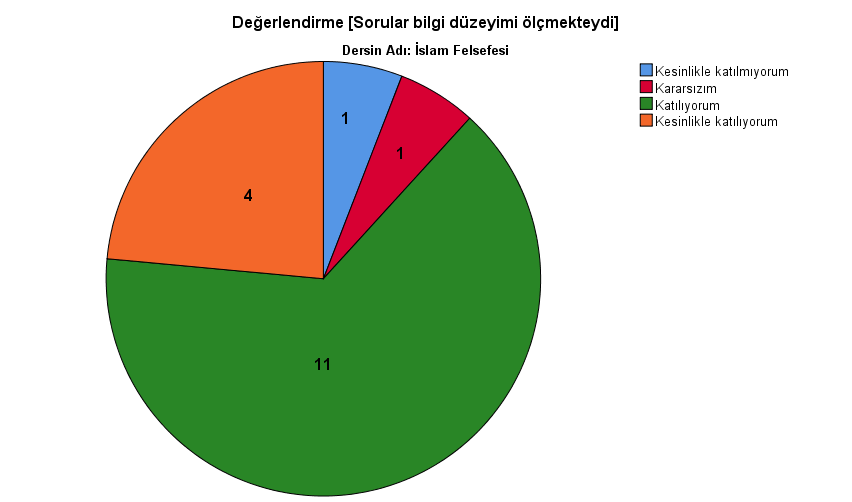 Değerlendirme [Sorular bilgi düzeyimi ölçmekteydi]
Dersin Adı: İslam Felsefesi
Kesinlikle katılmıyorum
Kararsızım
Katılıyorum
Kesinlikle katılıyorum
1
1
4
11